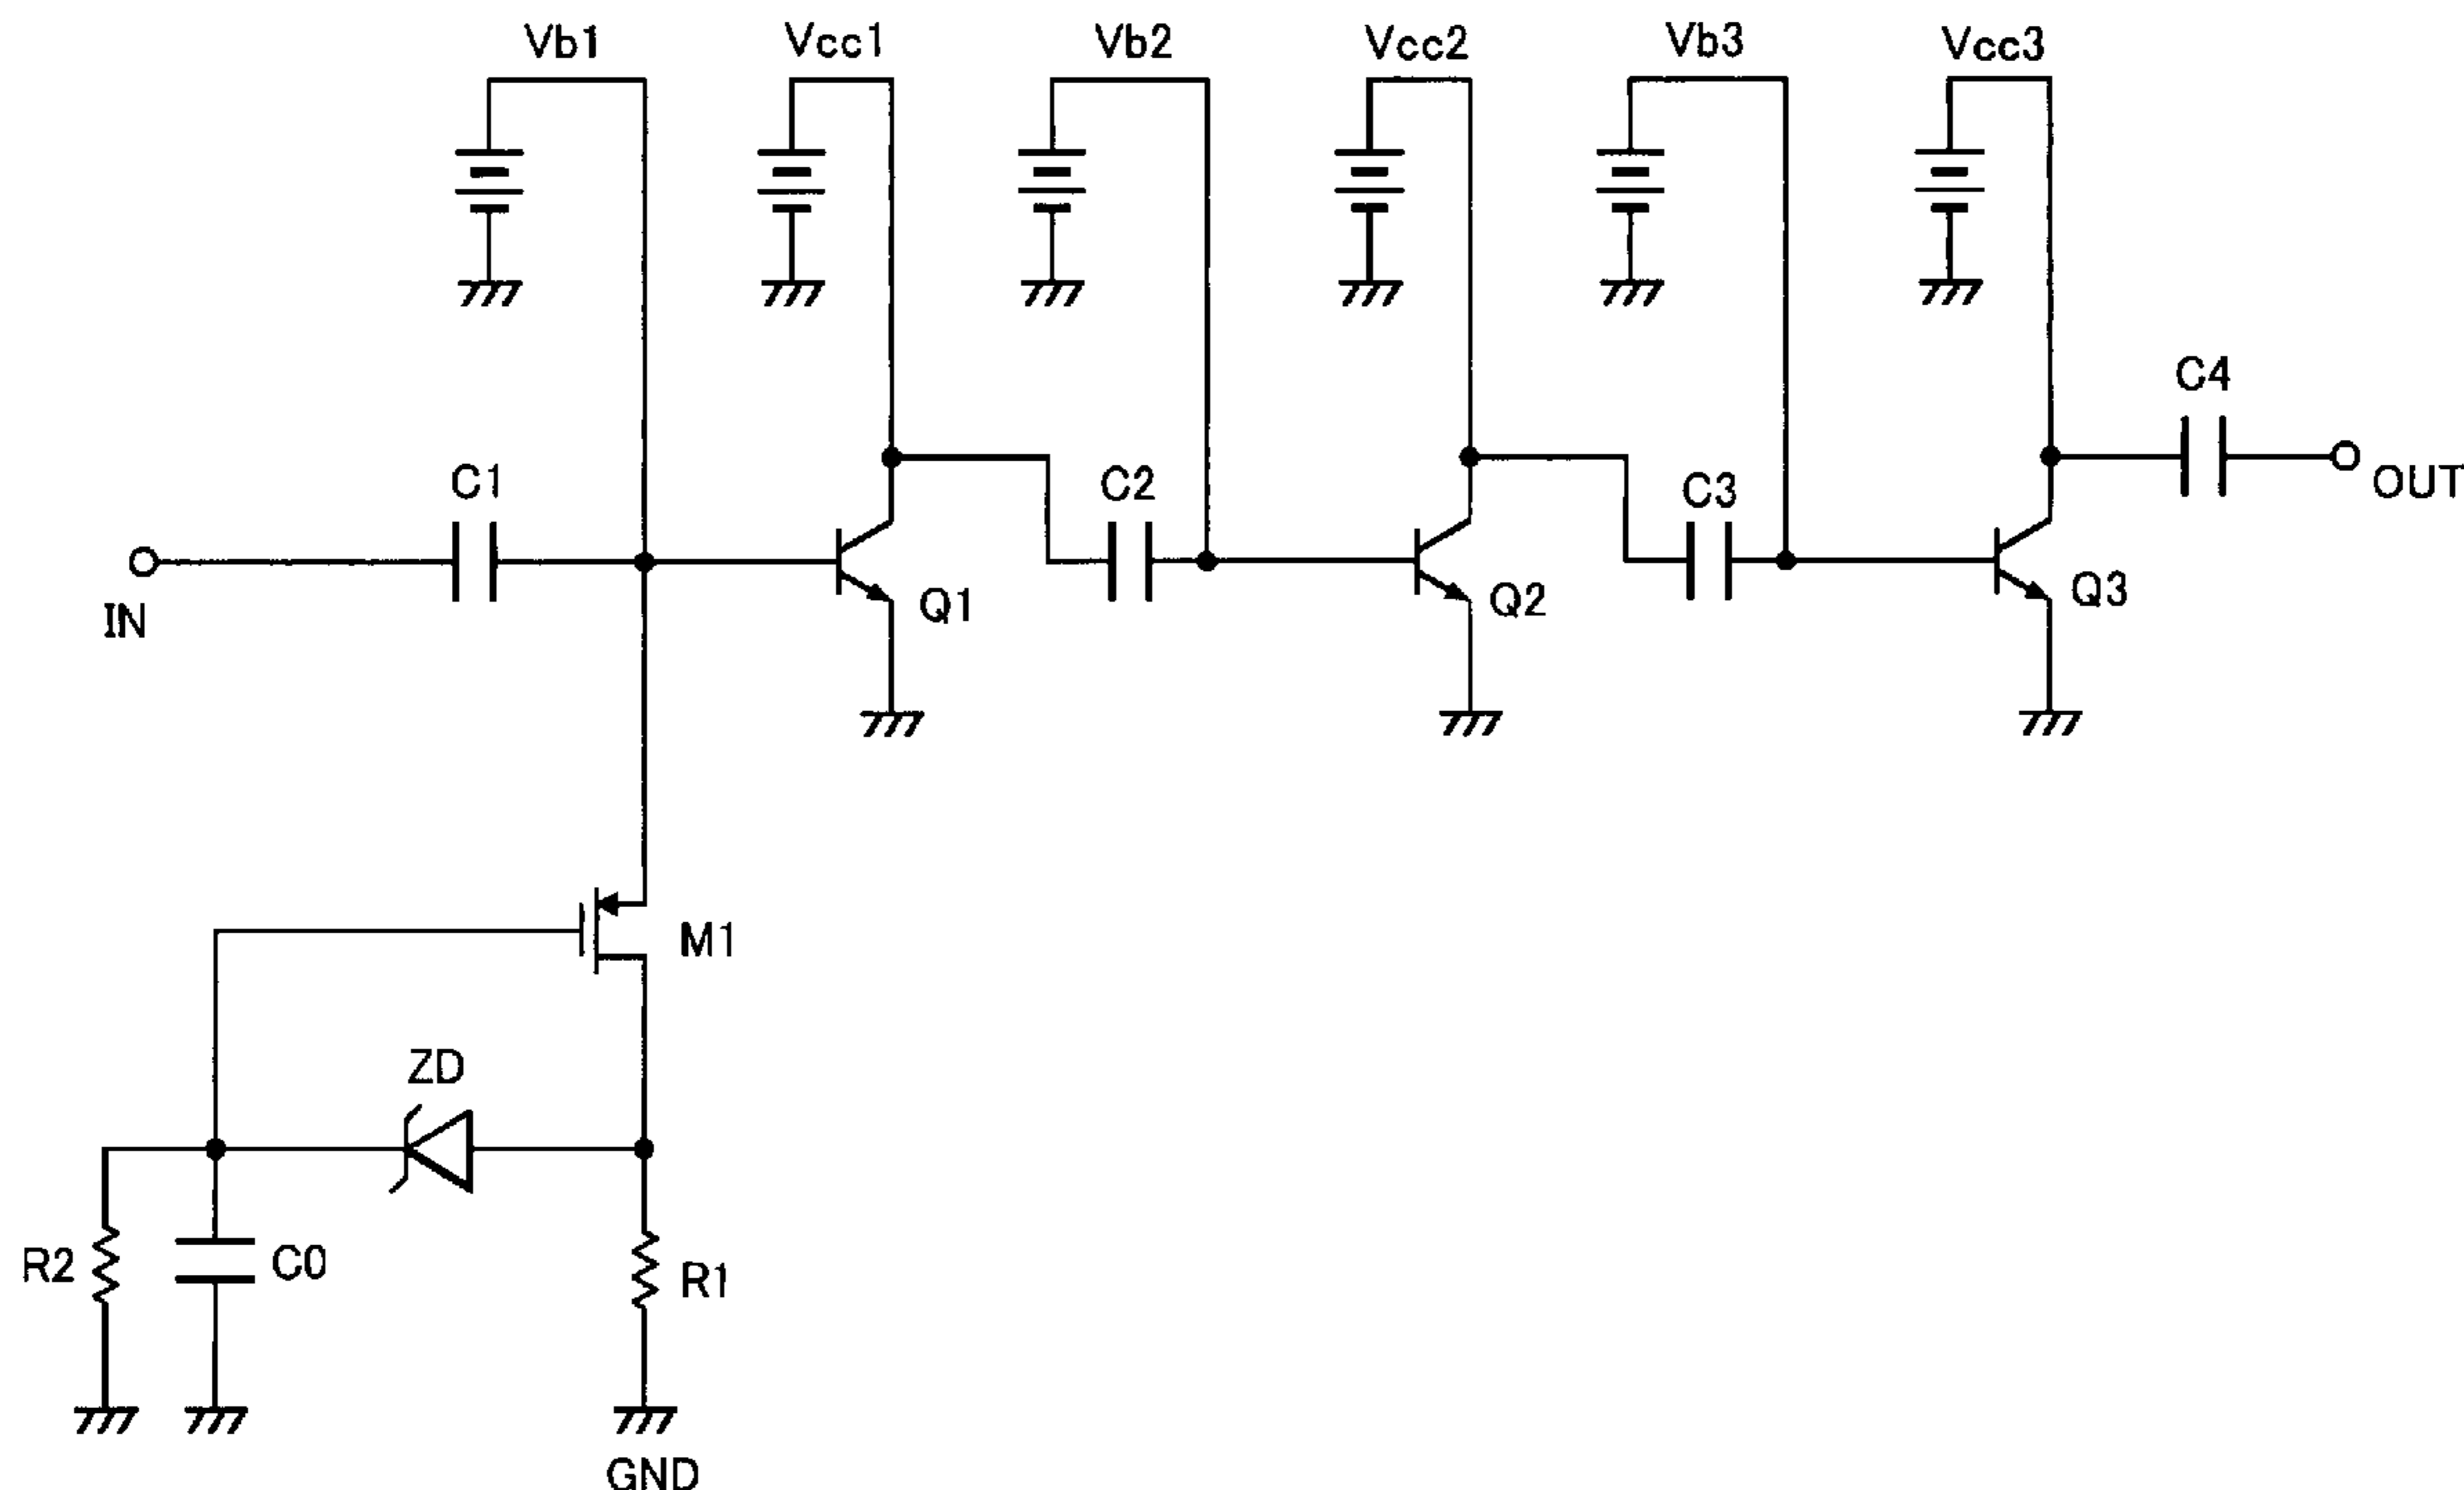 Vb1
Vcc1
Vb2
Vcc2
Vb3
Vcc3
C4
OUT
C1
C2
C3
IN
Q1
Q2
Q3
M1
ZD
R2
C0
R1
GND